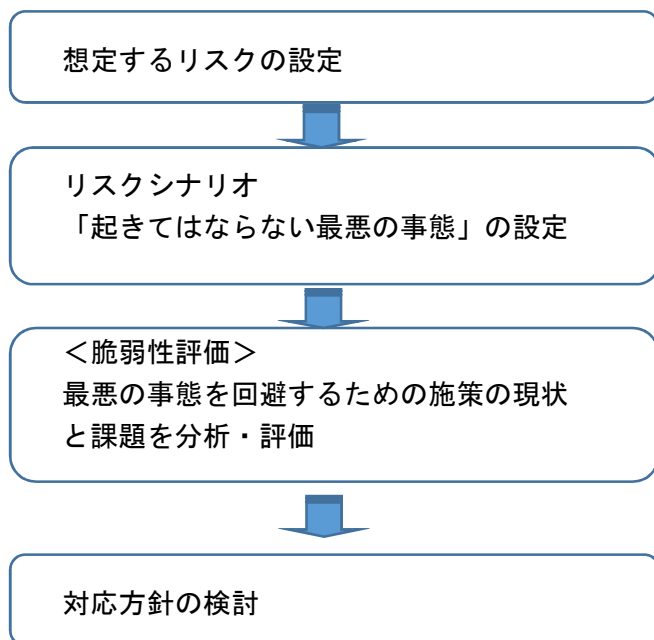 想定するリスクの設定
リスクシナリオ
「起きてはならない最悪の事態」の設定
＜脆弱性評価＞
最悪の事態を回避するための施策の現状
と課題を分析・評価
対応方針の検討